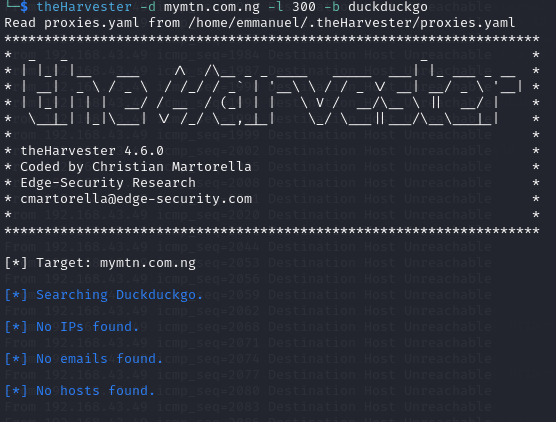 $ theHarvester -d mymtn.com.ng -l 300 -b duckduckgo
Read proxies.yaml from /home/emmanuel/.theHarvester/proxies.yaml
*******************************************************************
* theHarvester
* theHarvester 4.6.0 *
* Coded by Christian Martorella *
* Edge-Security Research *
* cmartorella@edge-security.com *
* *
*******************************************************************
[*] Target: mymtn.com.ng
[*] Searching Duckduckgo.
[*] No IPs found.
[*] No emails found.
[*] No hosts found.